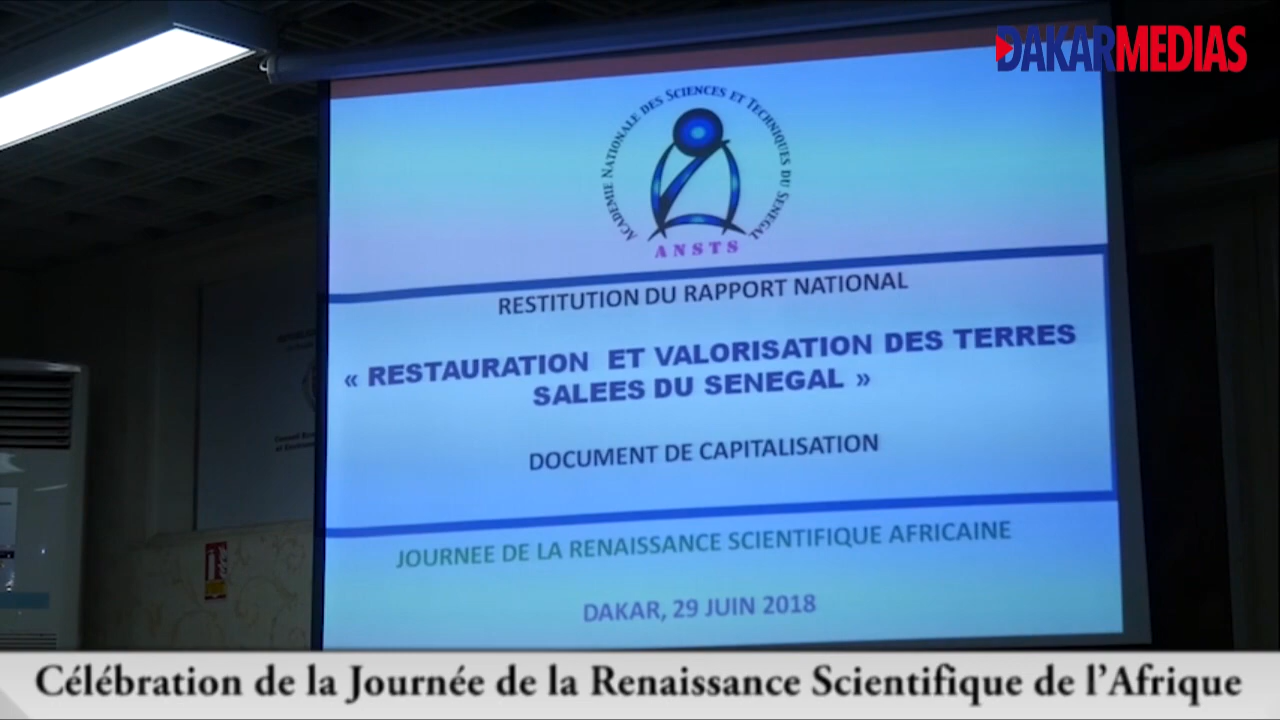 DAKARMEDIAS
ACADEMIE NATIONALE DES SCIENCES ET TECHNIQUES DU SENEGAL
ANSTS
RESTITUTION DU RAPPORT NATIONAL
« RESTAURATION ET VALORISATION DES TERRES
SALEES DU SENEGAL »
DOCUMENT DE CAPITALISATION
JOURNEE DE LA RENAISSANCE SCIENTIFIQUE AFRICAINE
DAKAR, 29 JUIN 2018
Célébration de la Journée de la Renaissance Scientifique de l'Afrique